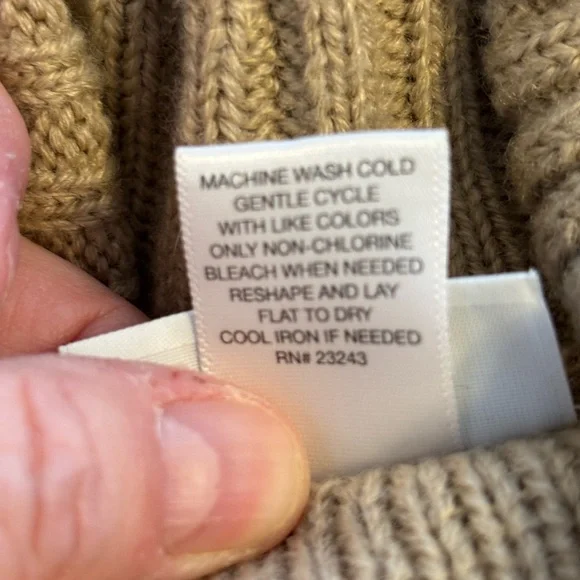 MACHINE WASH COLD
GENTLE CYCLE
WITH LIKE COLORS
ONLY NON-CHLORINE
BLEACH WHEN NEEDED
RESHAPE AND LAY
FLAT TO DRY
COOL IRON IF NEEDED
RN# 23243